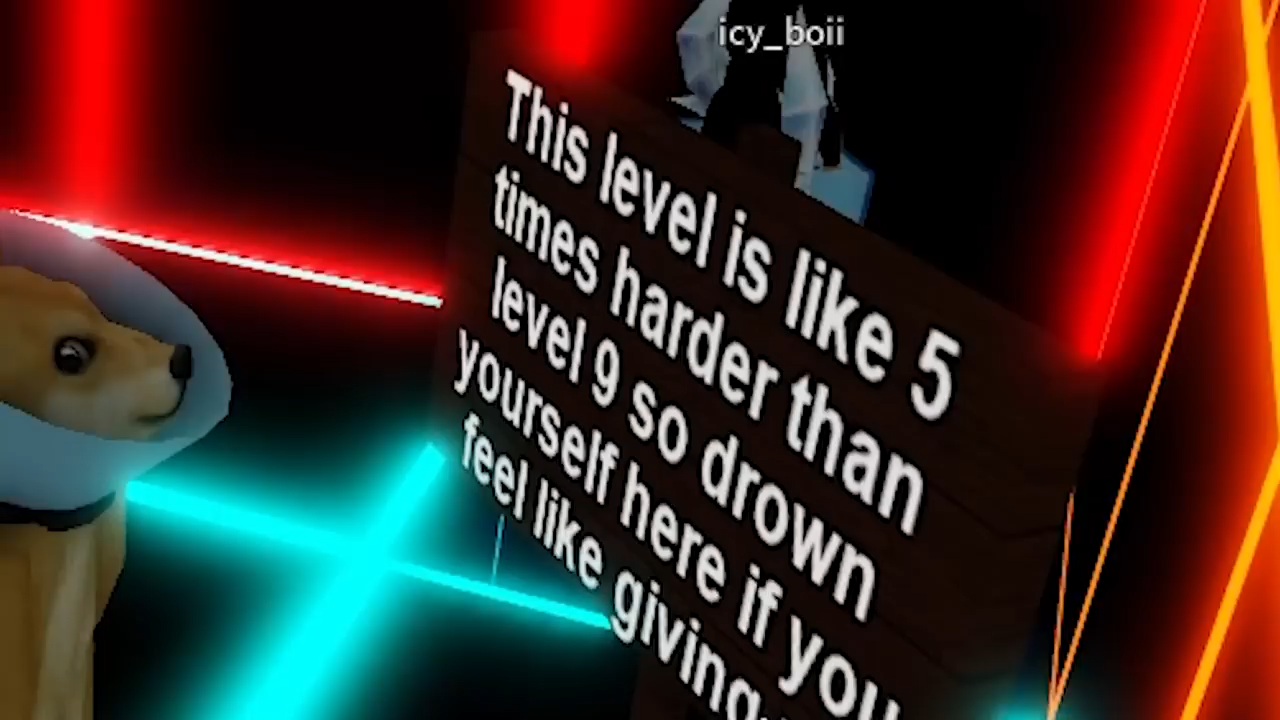 icy_boii
This level is like 5
times harder than
level 9 so drown
yourself here if you
feel like giving